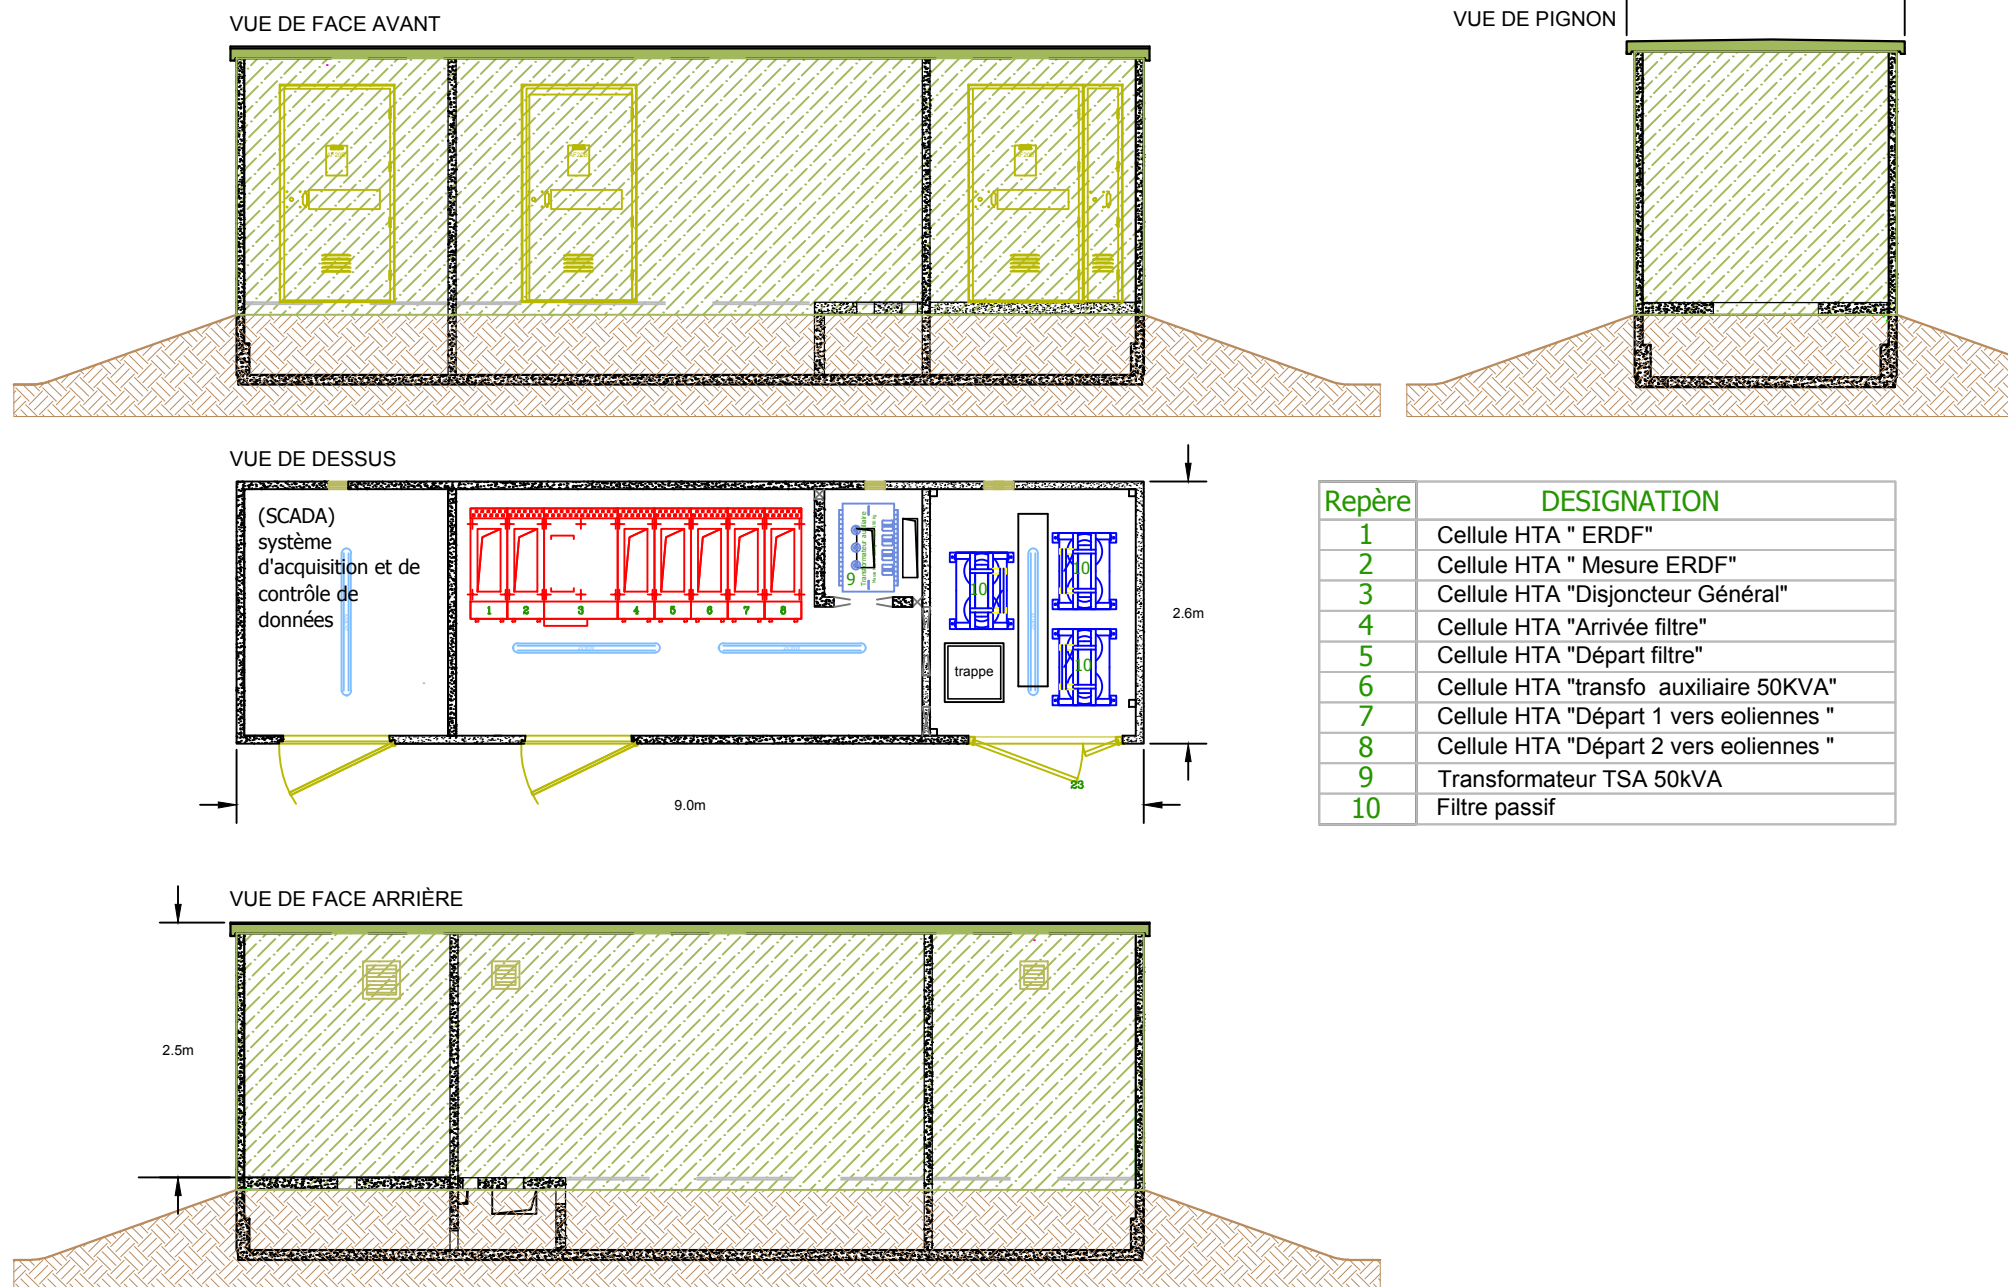 VUE DE FACE AVANT
VUE DE PIGNON
VUE DE DESSUS
(SCADA)
système
d'acquisition et de
contrôle de
données
1 2 3 4 5 6 7 8
Transformateur auxiliaire
9
10
10
10
trappe
23
2.6m
9.0m
Repère DESIGNATION
1 Cellule HTA " ERDF"
2 Cellule HTA " Mesure ERDF"
3 Cellule HTA "Disjoncteur Général"
4 Cellule HTA "Arrivée filtre"
5 Cellule HTA "Départ filtre"
6 Cellule HTA "transfo auxiliaire 50KVA"
7 Cellule HTA "Départ 1 vers eoliennes "
8 Cellule HTA "Départ 2 vers eoliennes "
9 Transformateur TSA 50kVA
10 Filtre passif
VUE DE FACE ARRIÈRE
2.5m